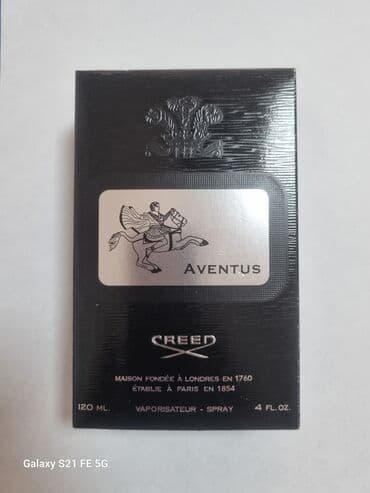 AVENTUS
CREED
MAISON FONDÉE À LONDRES EN 1760
ÉTABLIE À PARIS EN 1854
120 ML. VAPORISATEUR - SPRAY 4 FL. OZ.
Galaxy S21 FE 5G